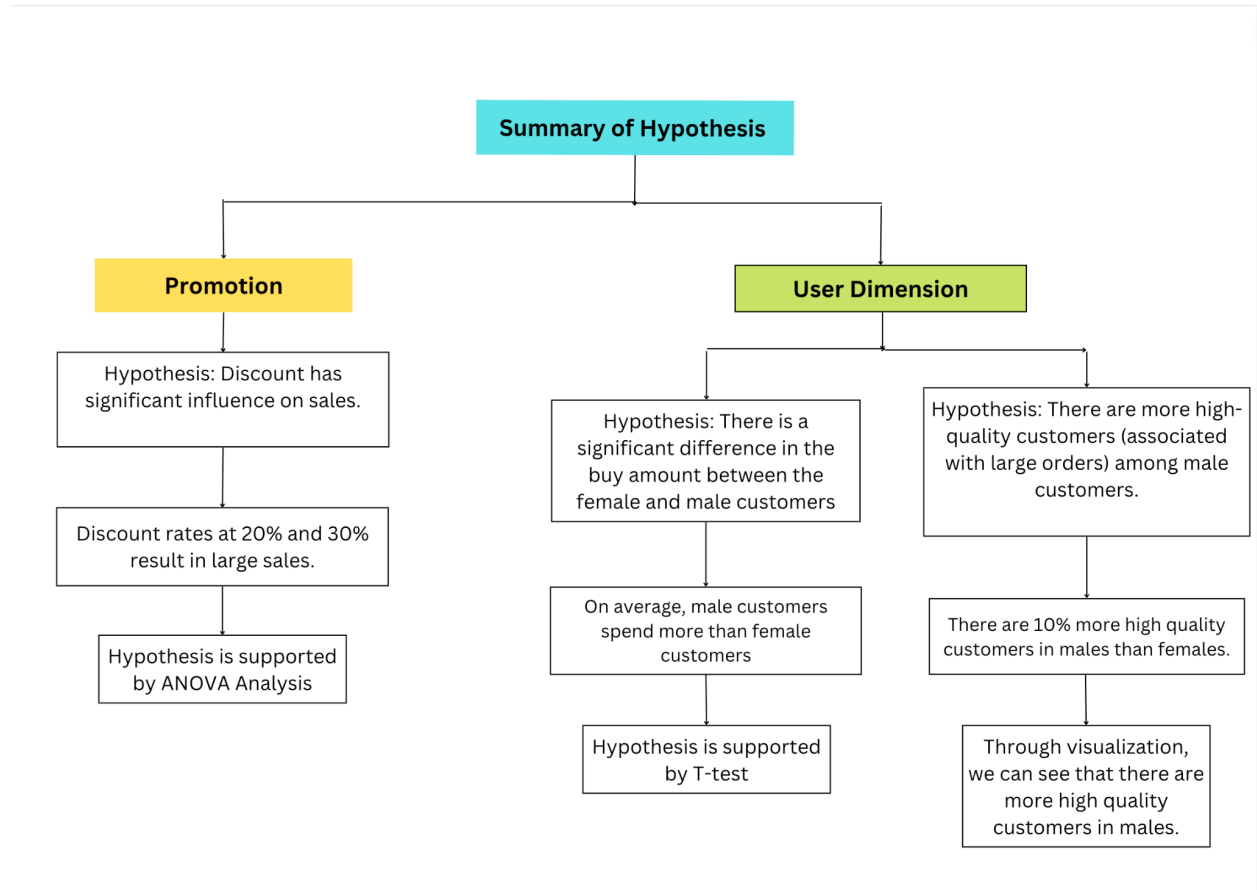 Summary of Hypothesis
Promotion
Hypothesis: Discount has
significant influence on sales.
Discount rates at 20% and 30%
result in large sales.
Hypothesis is supported
by ANOVA Analysis
User Dimension
Hypothesis: There is a
significant difference in the
buy amount between the
female and male customers
On average, male customers
spend more than female
customers
Hypothesis is supported
by T-test
Hypothesis: There are more high-
quality customers (associated
with large orders) among male
customers.
There are 10% more high quality
customers in males than females.
Through visualization,
we can see that there are
more high quality
customers in males.